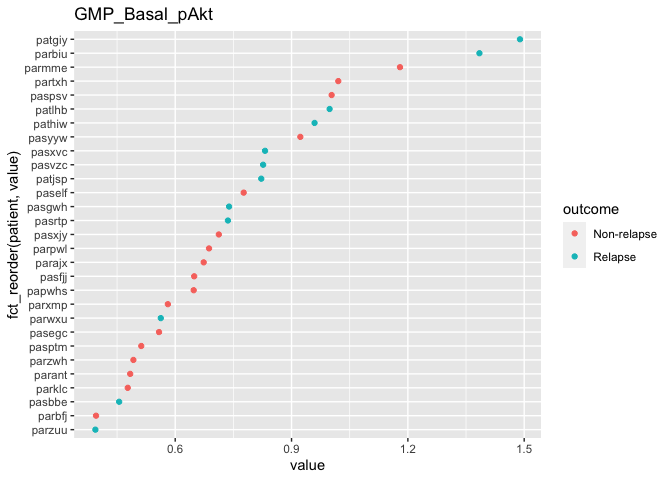 GMP_Basal_pAkt
fct_reorder(patient, value)
patgiy
parbiu
parmme
partxh
paspsv
patlhb
pathiw
pasyyw
pasxvc
pasvzc
patjsp
paself
pasgwh
pasrtp
pasxjy
parpwl
parajx
pasfjj
papwhs
parxmp
parwxu
pasegc
pasptm
parzwh
parant
parklc
pasbbe
parbfj
parzuu
0.6 0.9 1.2 1.5
value
outcome
Non-relapse
Relapse